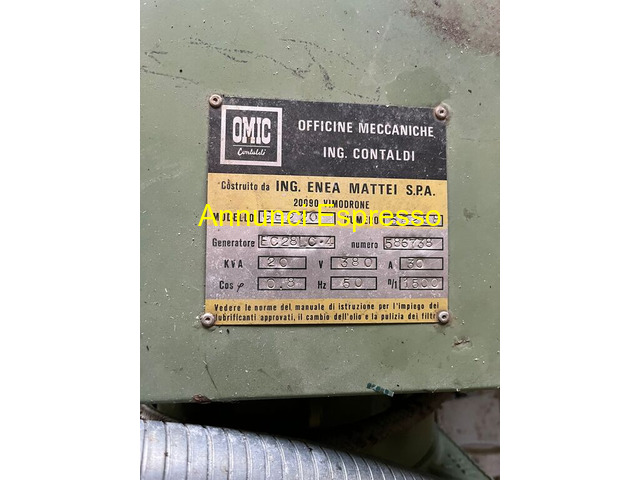 OMIC
Contaldi
OFFICINE MECCANICHE
ING. CONTALDI
Costruito da ING. ENEA MATTEI S.P.A.
20090 VIMODRONE
Annunci Espresso
MODELLO NUMERO
Generatore EC28LC-4 numero 586738
KVA 20 V 380 A 30
Cos φ 0.8 Hz 50 n/1 1500
Vedere le norme del manuale di istruzione per l'impiego dei
lubrificanti approvati, il cambio dell'olio e la pulizia dei filtri